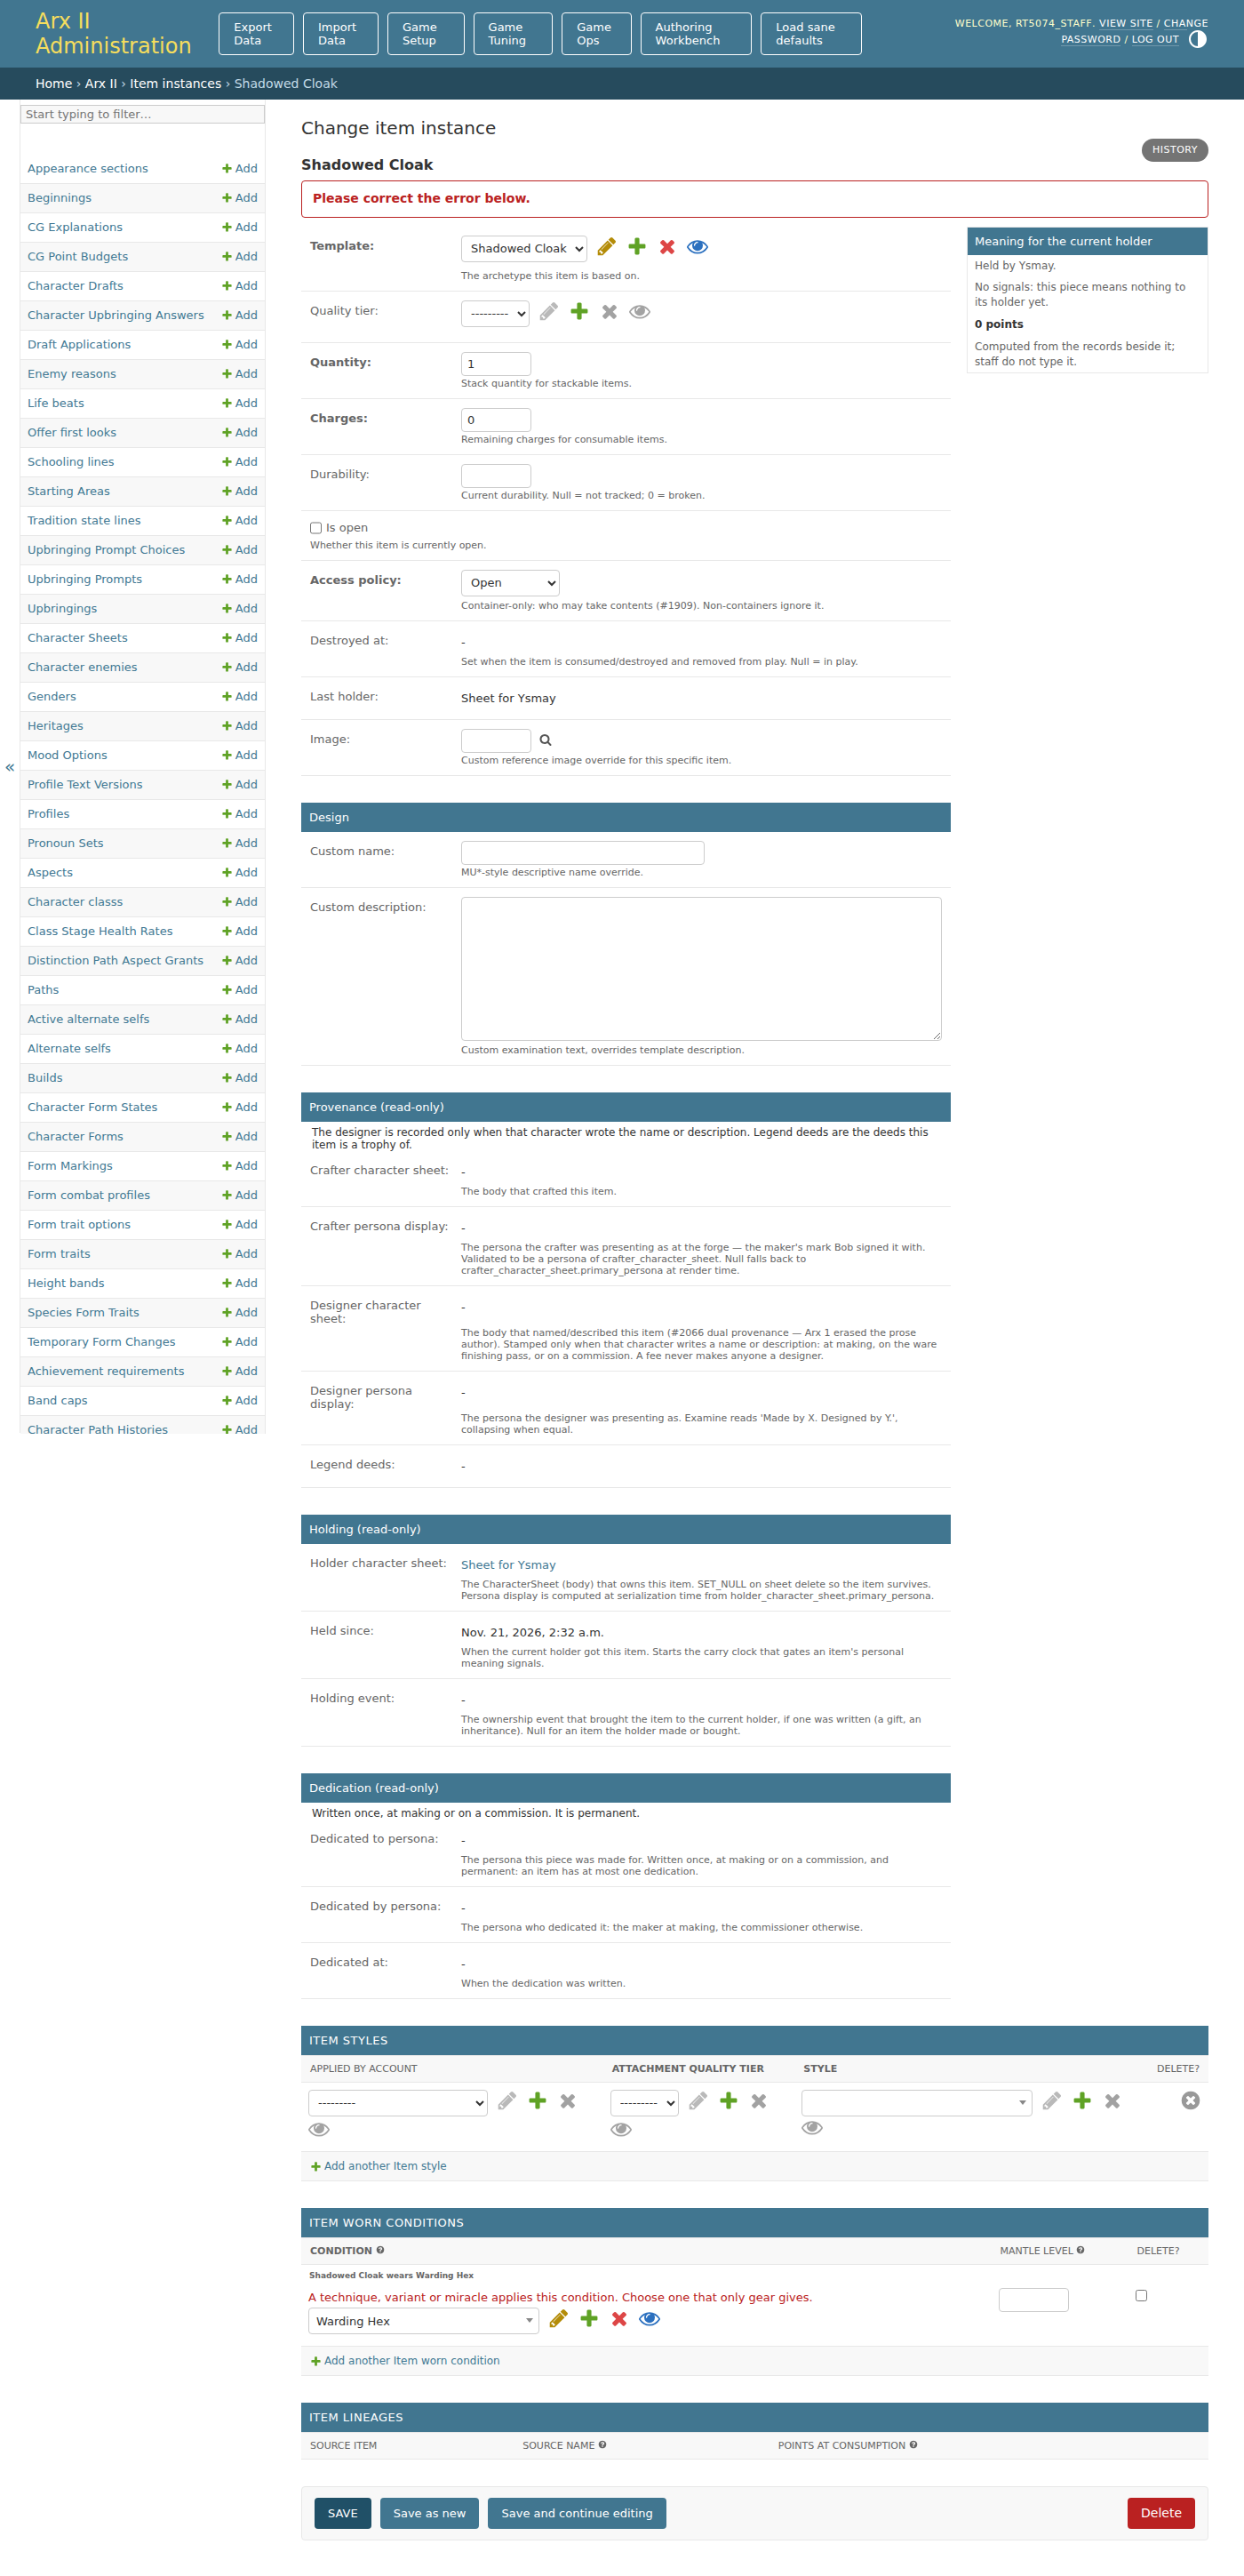 Arx II
Administration
Export
Data
Import
Data
Game
Setup
Game
Tuning
Game
Ops
Authoring
Workbench
Load sane
defaults
WELCOME, RT5074_STAFF. VIEW SITE / CHANGE
PASSWORD / LOG OUT
Home › Arx II › Item instances › Shadowed Cloak
Start typing to filter…
Appearance sections Add
Beginnings Add
CG Explanations Add
CG Point Budgets Add
Character Drafts Add
Character Upbringing Answers Add
Draft Applications Add
Enemy reasons Add
Life beats Add
Offer first looks Add
Schooling lines Add
Starting Areas Add
Tradition state lines Add
Upbringing Prompt Choices Add
Upbringing Prompts Add
Upbringings Add
Character Sheets Add
Character enemies Add
Genders Add
Heritages Add
Mood Options Add
Profile Text Versions Add
Profiles Add
Pronoun Sets Add
Aspects Add
Character classs Add
Class Stage Health Rates Add
Distinction Path Aspect Grants Add
Paths Add
Active alternate selfs Add
Alternate selfs Add
Builds Add
Character Form States Add
Character Forms Add
Form Markings Add
Form combat profiles Add
Form trait options Add
Form traits Add
Height bands Add
Species Form Traits Add
Temporary Form Changes Add
Achievement requirements Add
Band caps Add
Character Path Histories Add
«
Change item instance
HISTORY
Shadowed Cloak
Please correct the error below.
Template: Shadowed Cloak
The archetype this item is based on.
Quality tier: ---------
Quantity: 1
Stack quantity for stackable items.
Charges: 0
Remaining charges for consumable items.
Durability:
Current durability. Null = not tracked; 0 = broken.
Is open
Whether this item is currently open.
Access policy: Open
Container-only: who may take contents (#1909). Non-containers ignore it.
Destroyed at: -
Set when the item is consumed/destroyed and removed from play. Null = in play.
Last holder: Sheet for Ysmay
Image:
Custom reference image override for this specific item.
Meaning for the current holder
Held by Ysmay.
No signals: this piece means nothing to
its holder yet.
0 points
Computed from the records beside it;
staff do not type it.
Design
Custom name:
MU*-style descriptive name override.
Custom description:
Custom examination text, overrides template description.
Provenance (read-only)
The designer is recorded only when that character wrote the name or description. Legend deeds are the deeds this
item is a trophy of.
Crafter character sheet: -
The body that crafted this item.
Crafter persona display: -
The persona the crafter was presenting as at the forge — the maker's mark Bob signed it with.
Validated to be a persona of crafter_character_sheet. Null falls back to
crafter_character_sheet.primary_persona at render time.
Designer character
sheet: -
The body that named/described this item (#2066 dual provenance — Arx 1 erased the prose
author). Stamped only when that character writes a name or description: at making, on the ware
finishing pass, or on a commission. A fee never makes anyone a designer.
Designer persona
display: -
The persona the designer was presenting as. Examine reads 'Made by X. Designed by Y.',
collapsing when equal.
Legend deeds: -
Holding (read-only)
Holder character sheet: Sheet for Ysmay
The CharacterSheet (body) that owns this item. SET_NULL on sheet delete so the item survives.
Persona display is computed at serialization time from holder_character_sheet.primary_persona.
Held since: Nov. 21, 2026, 2:32 a.m.
When the current holder got this item. Starts the carry clock that gates an item's personal
meaning signals.
Holding event: -
The ownership event that brought the item to the current holder, if one was written (a gift, an
inheritance). Null for an item the holder made or bought.
Dedication (read-only)
Written once, at making or on a commission. It is permanent.
Dedicated to persona: -
The persona this piece was made for. Written once, at making or on a commission, and
permanent: an item has at most one dedication.
Dedicated by persona: -
The persona who dedicated it: the maker at making, the commissioner otherwise.
Dedicated at: -
When the dedication was written.
ITEM STYLES
APPLIED BY ACCOUNT ATTACHMENT QUALITY TIER STYLE DELETE?
--------- ---------
Add another Item style
ITEM WORN CONDITIONS
CONDITION MANTLE LEVEL DELETE?
Shadowed Cloak wears Warding Hex
A technique, variant or miracle applies this condition. Choose one that only gear gives.
Warding Hex
Add another Item worn condition
ITEM LINEAGES
SOURCE ITEM SOURCE NAME POINTS AT CONSUMPTION
SAVE Save as new Save and continue editing Delete